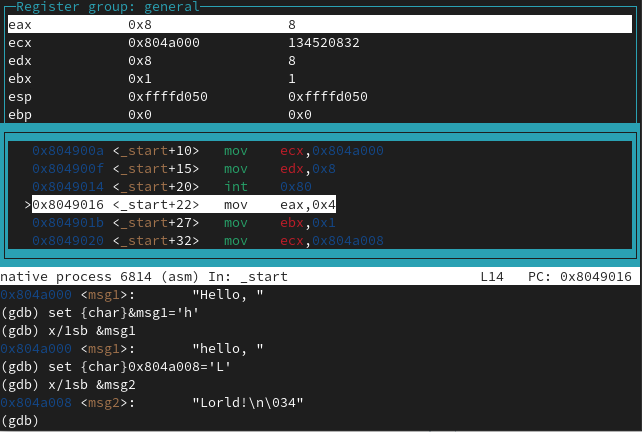 Register group: general
eax 0x8 8
ecx 0x804a000 134520832
edx 0x8 8
ebx 0x1 1
esp 0xffffd050 0xffffd050
ebp 0x0 0x0
0x804900a <_start+10> mov ecx,0x804a000
0x804900f <_start+15> mov edx,0x8
0x8049014 <_start+20> int 0x80
>0x8049016 <_start+22> mov eax,0x4
0x804901b <_start+27> mov ebx,0x1
0x8049020 <_start+32> mov ecx,0x804a008
native process 6814 (asm) In: _start L14 PC: 0x8049016
0x804a000 <msg1>: "Hello, "
(gdb) set {char}&msg1='h'
(gdb) x/1sb &msg1
0x804a000 <msg1>: "hello, "
(gdb) set {char}0x804a008='L'
(gdb) x/1sb &msg2
0x804a008 <msg2>: "Lorld!\n\034"
(gdb)